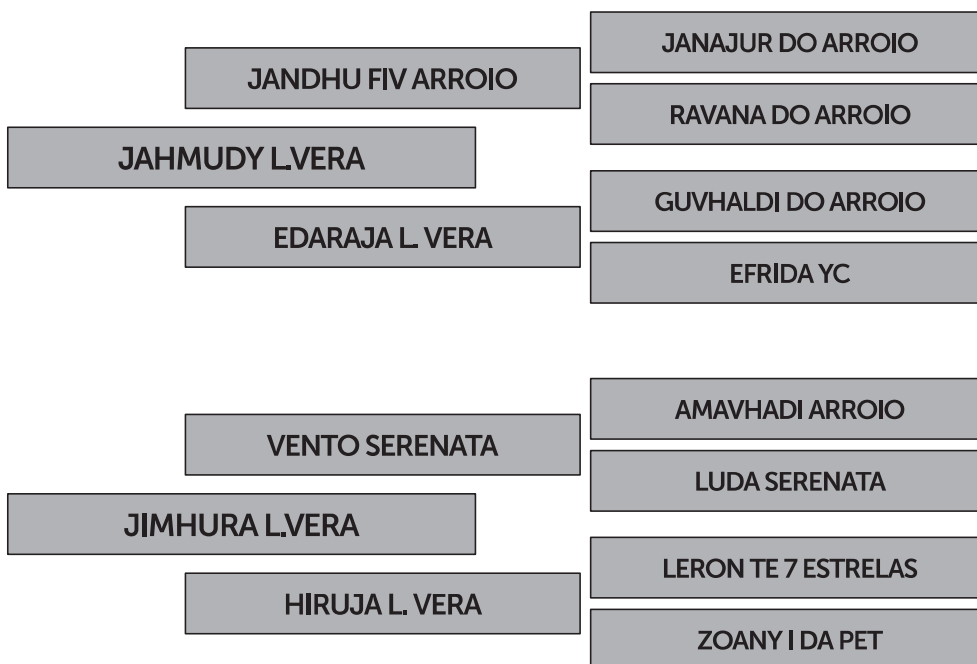 JANAJUR DO ARROIO
JANDHU FIV ARROIO
RAVANA DO ARROIO
JAHMUDY L.VERA
GUVHALDI DO ARROIO
EDARAJA L. VERA
EFRIDA YC
AMAVHADI ARROIO
VENTO SERENATA
LUDA SERENATA
JIMHURA L.VERA
LERON TE 7 ESTRELAS
HIRUJA L. VERA
ZOANY I DA PET